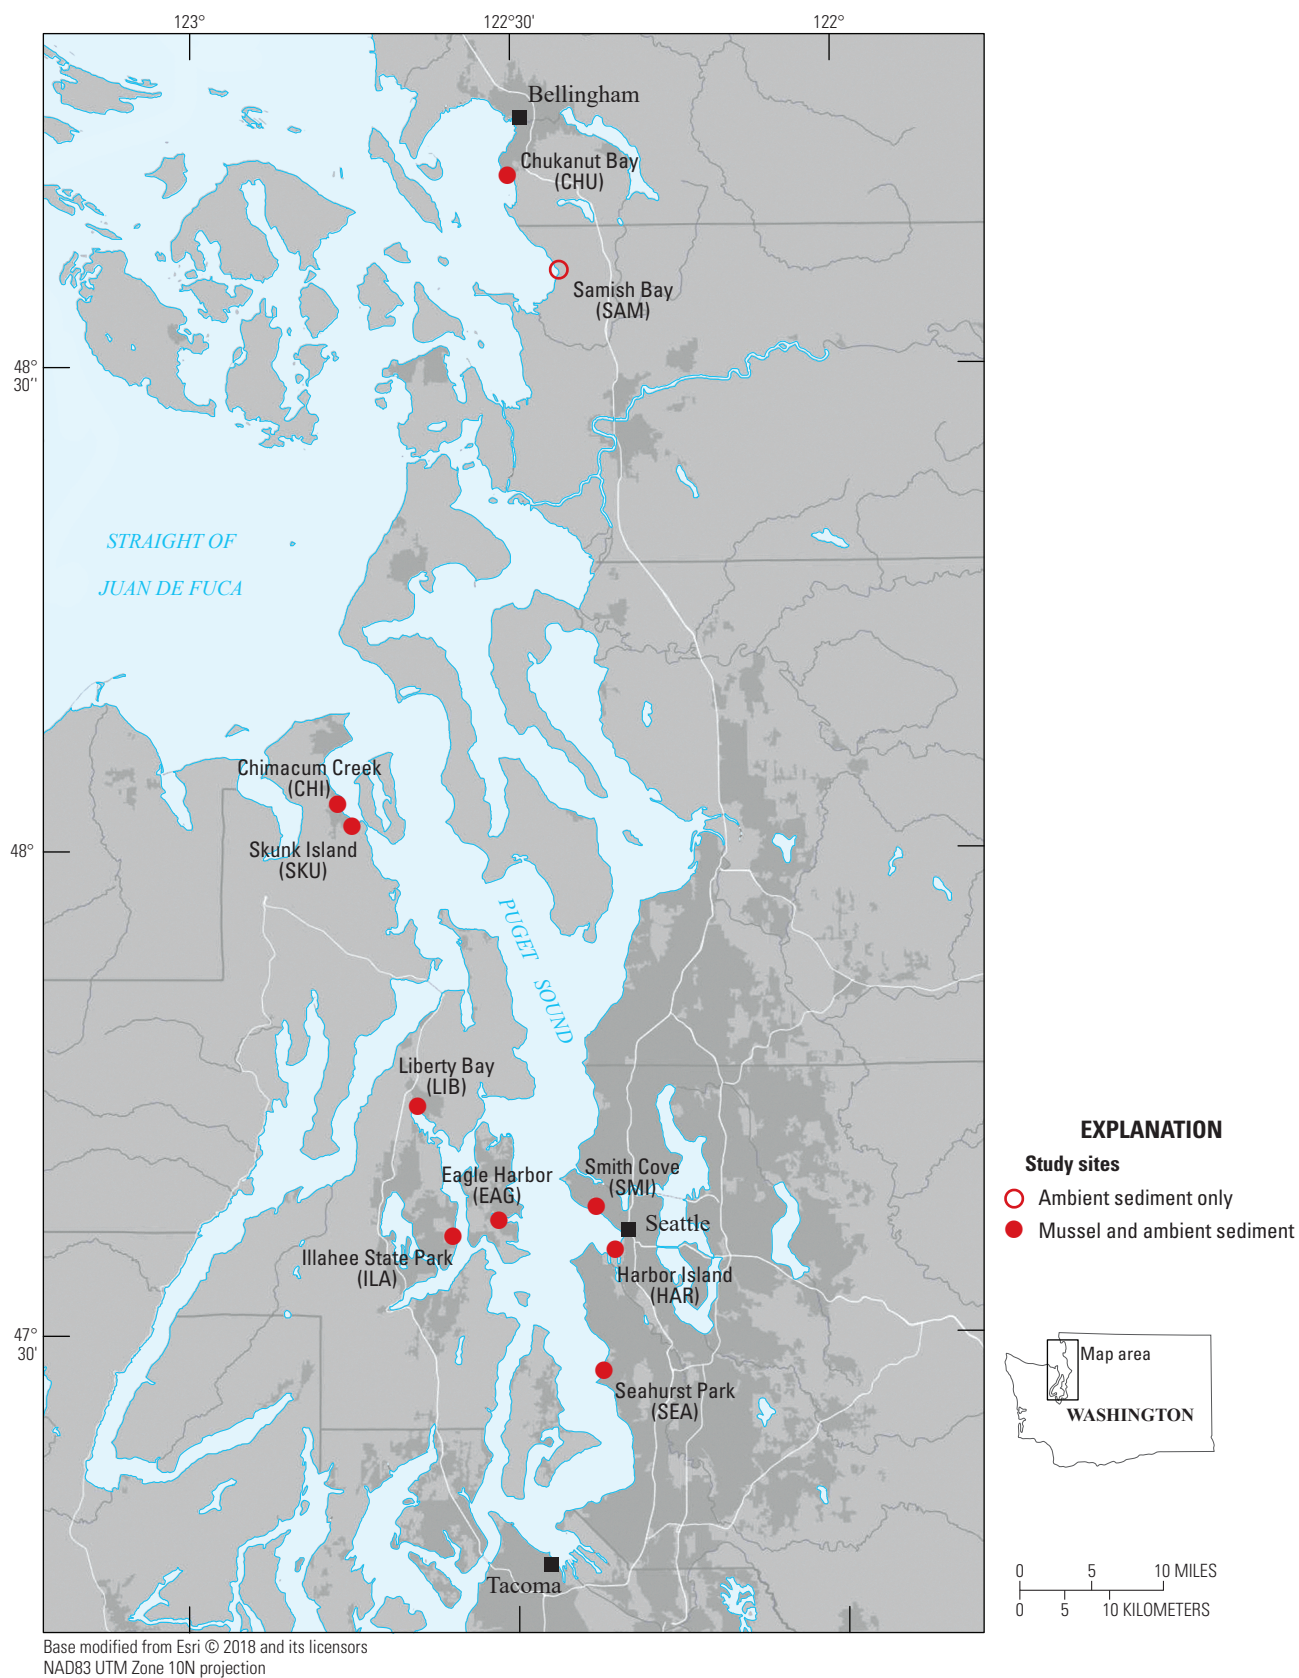 123°
122°30'
122°
Bellingham
Chukanut Bay
(CHU)
Samish Bay
(SAM)
48°
30"
STRAIGHT OF
JUAN DE FUCA
Chimacum Creek
(CHI)
Skunk Island
(SKU)
48°
PUGET SOUND
Liberty Bay
(LIB)
Eagle Harbor
(EAG)
Smith Cove
(SMI)
Seattle
Illahee State Park
(ILA)
Harbor Island
(HAR)
47°
30'
Seahurst Park
(SEA)
Tacoma
EXPLANATION
Study sites
Ambient sediment only
Mussel and ambient sediment
Map area
WASHINGTON
0 5 10 MILES
0 5 10 KILOMETERS
Base modified from Esri © 2018 and its licensors
NAD83 UTM Zone 10N projection